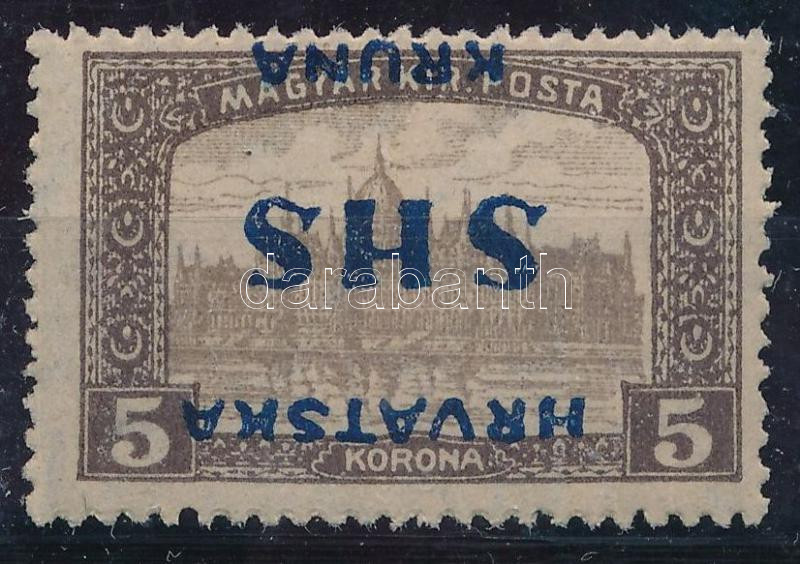 KRUNA
MAGYAR KIR. POSTA
SHS
darabanth
HRVATSKA
5 KORONA 5